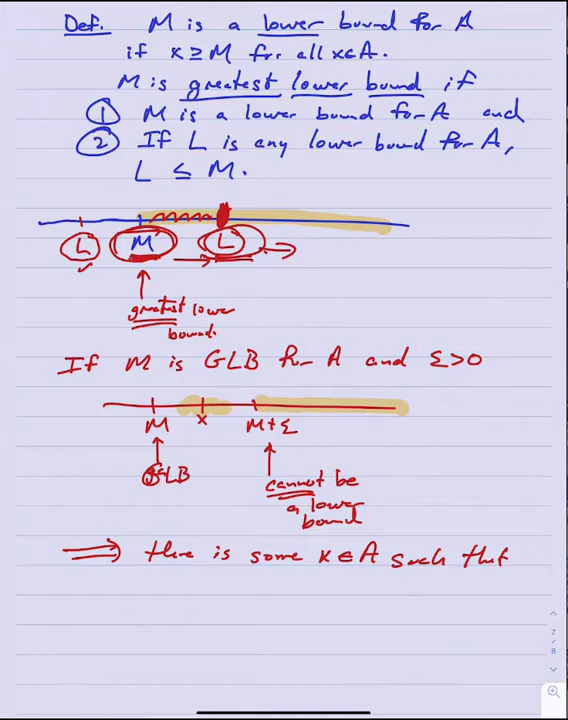 Def. M is a lower bound for A
if x ≥ M for all x∈A.
M is greatest lower bound if
① M is a lower bound for A and
② If L is any lower bound for A,
L ≤ M.
L M L
greatest lower
bound.
If M is GLB for A and Σ>0
M x M+Σ
GLB
cannot be
a lower
bound
⟹ there is some x∈A such that
7
/
8